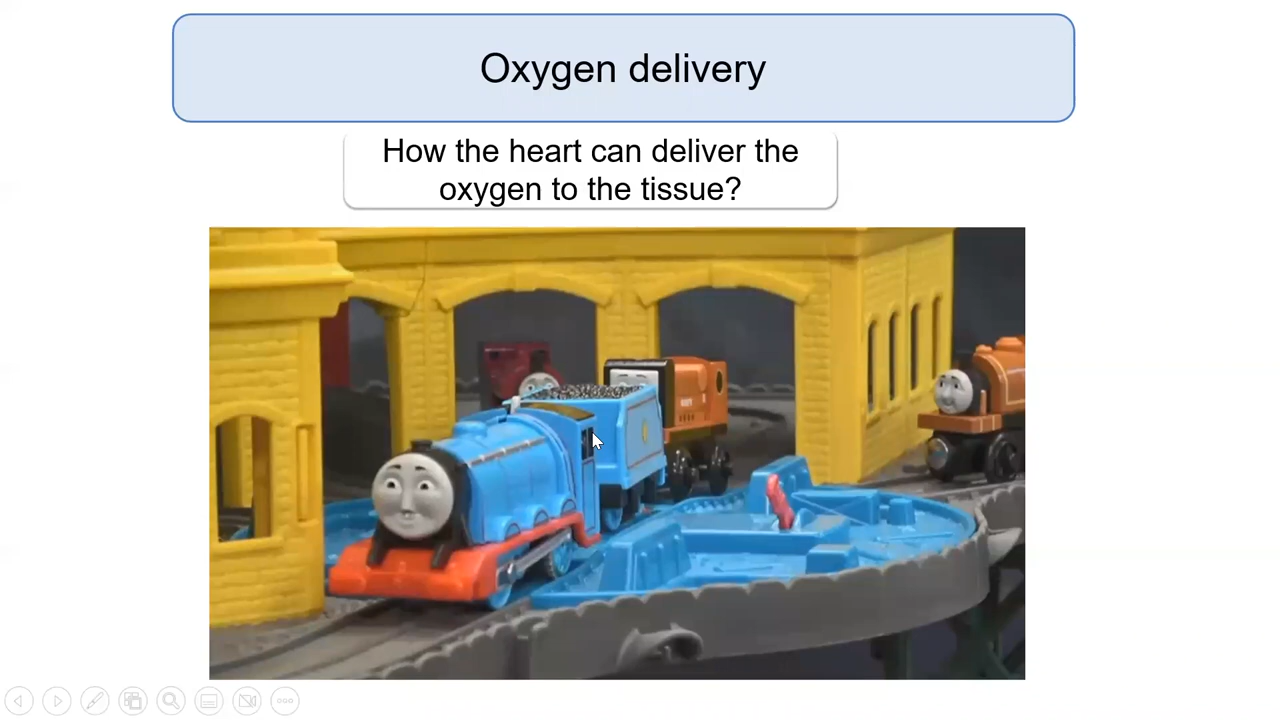 Oxygen delivery
How the heart can deliver the
oxygen to the tissue?